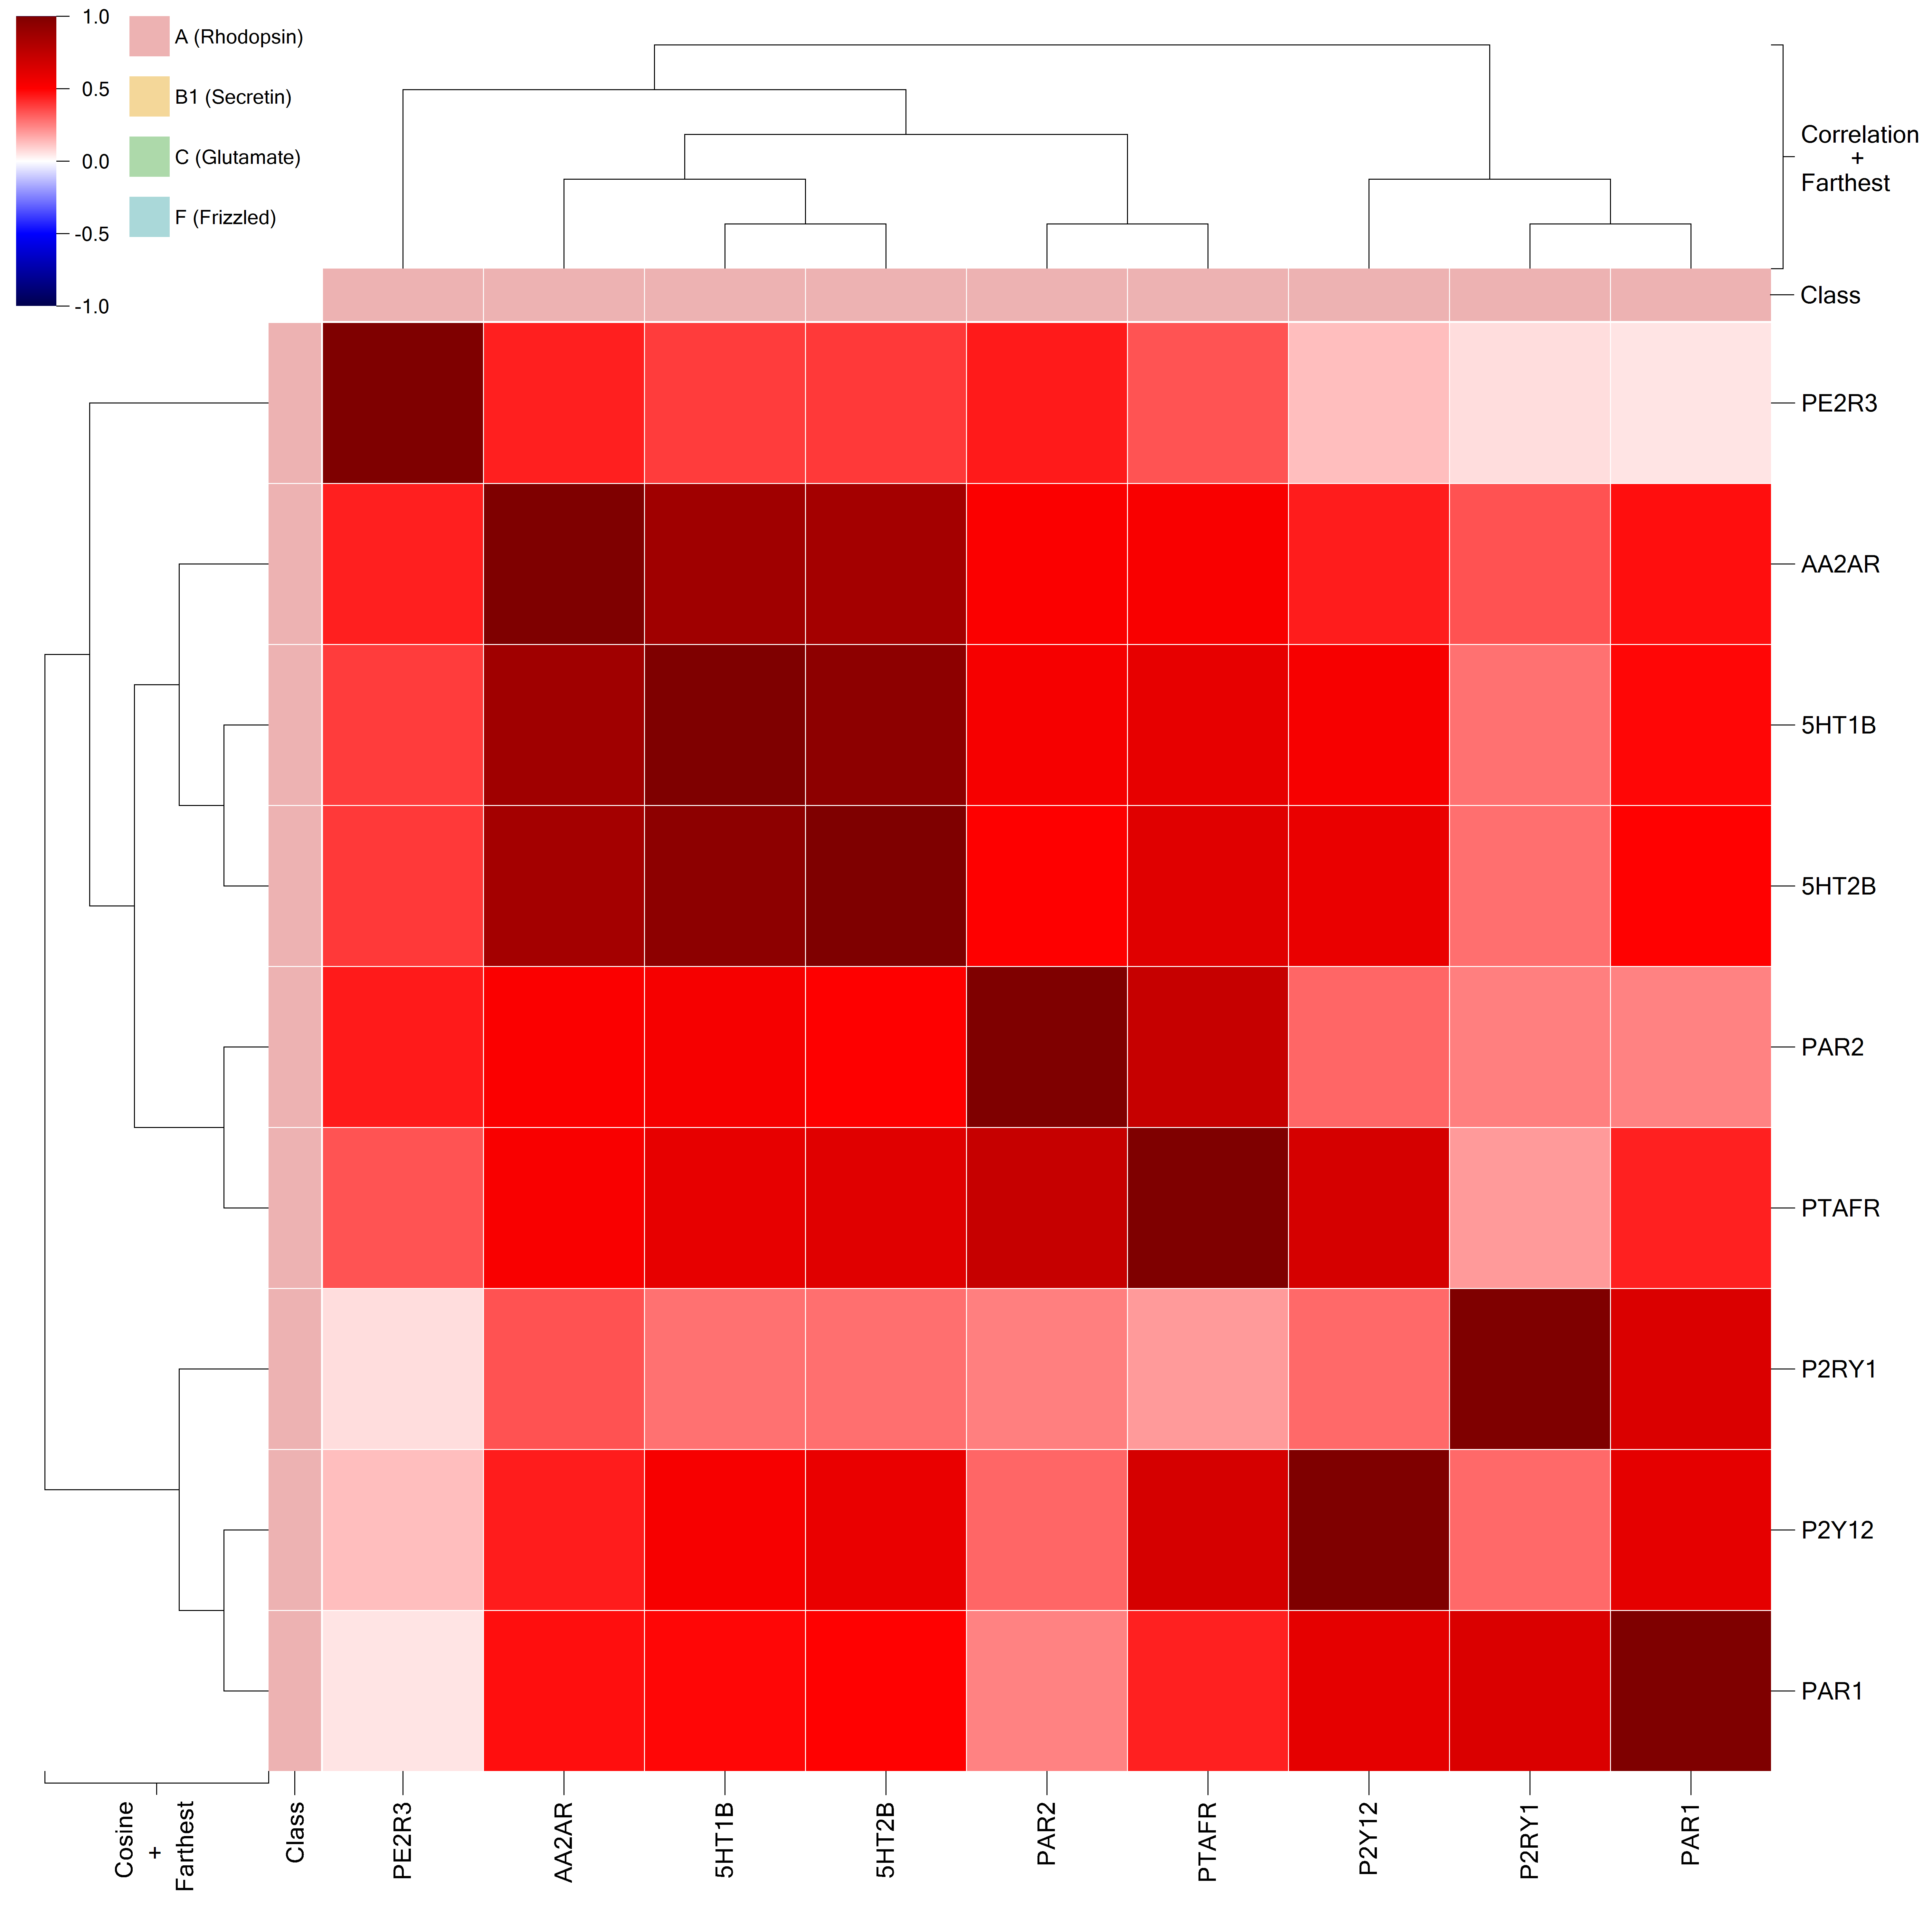 1.0
0.5
0.0
-0.5
-1.0
A (Rhodopsin)
B1 (Secretin)
C (Glutamate)
F (Frizzled)
Correlation
+
Farthest
Class
PE2R3
AA2AR
5HT1B
5HT2B
PAR2
PTAFR
P2RY1
P2Y12
PAR1
Cosine
+
Farthest
Class
PE2R3
AA2AR
5HT1B
5HT2B
PAR2
PTAFR
P2Y12
P2RY1
PAR1